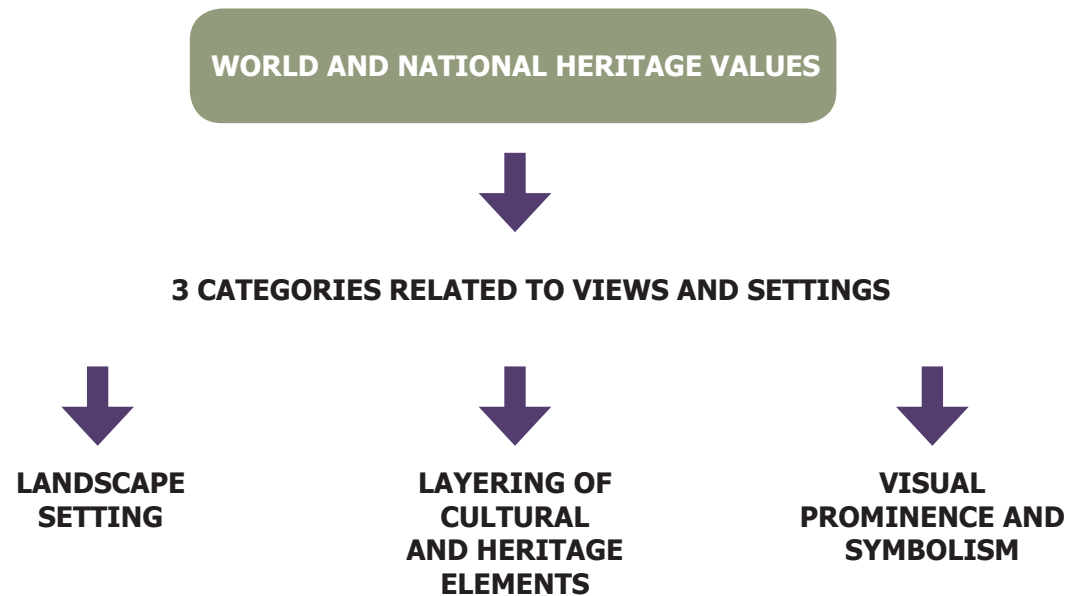 WORLD AND NATIONAL HERITAGE VALUES
3 CATEGORIES RELATED TO VIEWS AND SETTINGS
LANDSCAPE
SETTING
LAYERING OF
CULTURAL
AND HERITAGE
ELEMENTS
VISUAL
PROMINENCE AND
SYMBOLISM